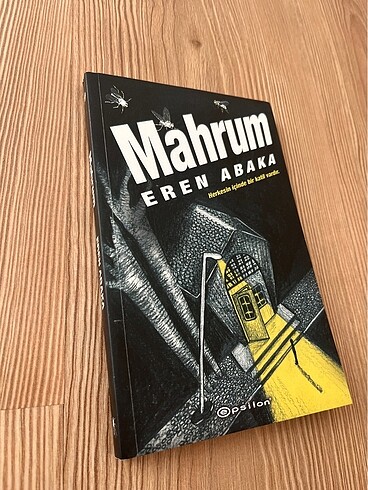 Mahrum
EREN ABAKA
Herkesin içinde bir katil vardır.
epsilon